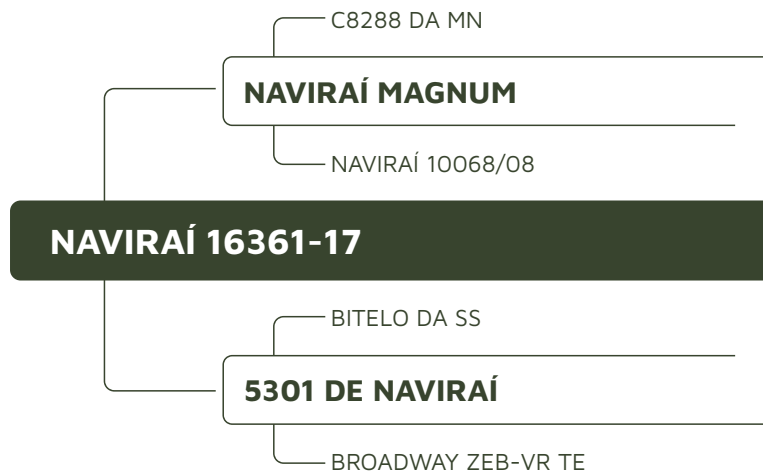 C8288 DA MN
NAVIRAÍ MAGNUM
NAVIRAÍ 10068/08
NAVIRAÍ 16361-17
BITELO DA SS
5301 DE NAVIRAÍ
BROADWAY ZEB-VR TE